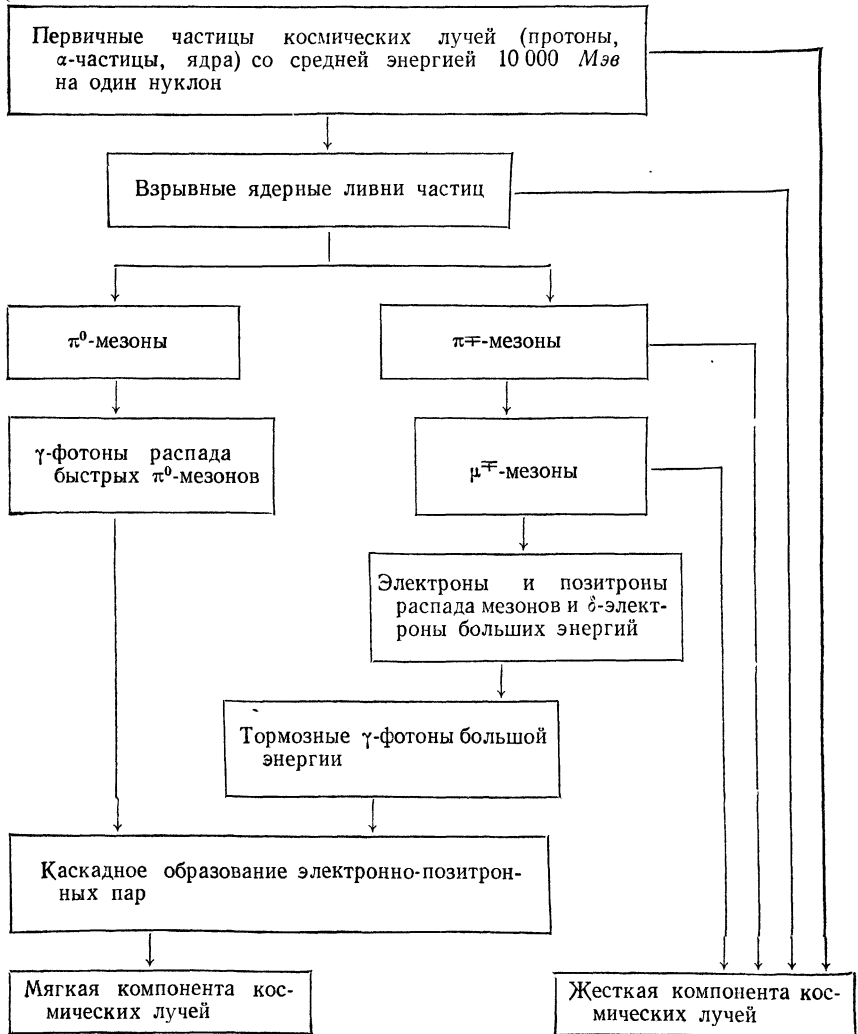 Первичные частицы космических лучей (протоны,
α-частицы, ядра) со средней энергией 10 000 Мэв
на один нуклон
Взрывные ядерные ливни частиц
π⁰-мезоны
π∓-мезоны
γ-фотоны распада
быстрых π⁰-мезонов
μ∓-мезоны
Электроны и позитроны
распада мезонов и δ-элект-
роны больших энергий
Тормозные γ-фотоны большой
энергии
Каскадное образование электронно-позитрон-
ных пар
Мягкая компонента кос-
мических лучей
Жесткая компонента кос-
мических лучей